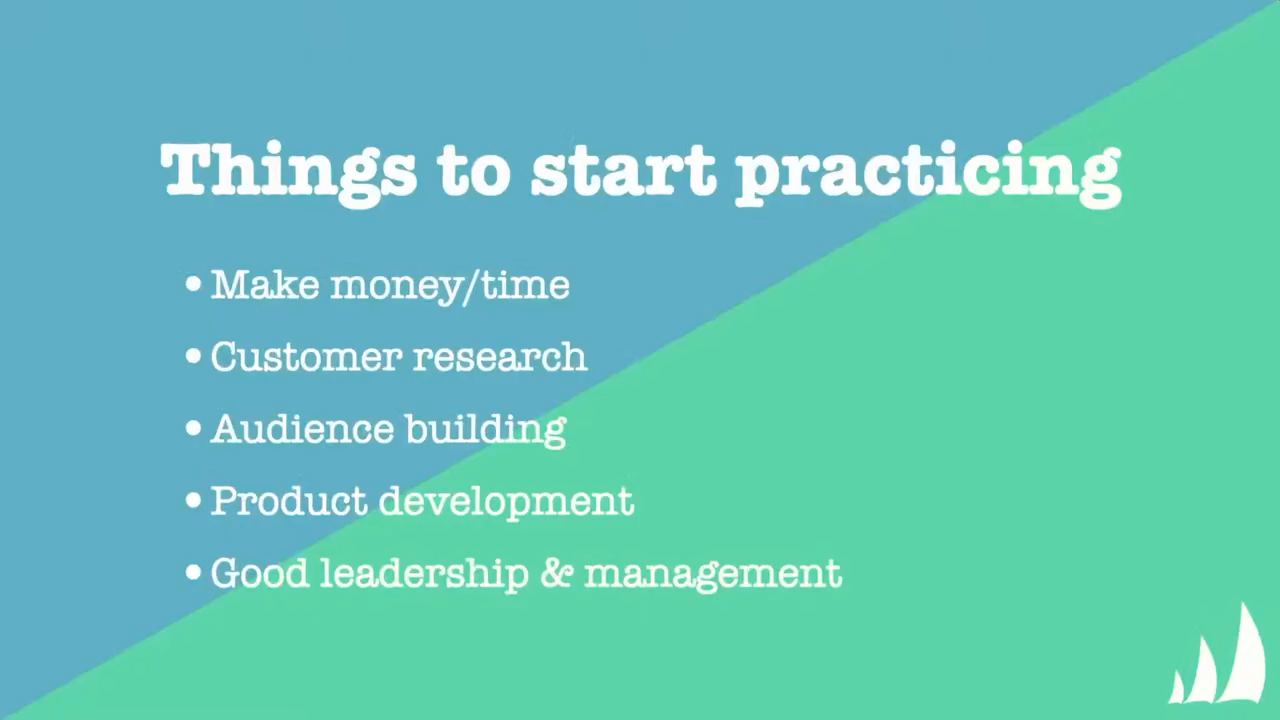 Things to start practicing
• Make money/time
• Customer research
• Audience building
• Product development
• Good leadership & management